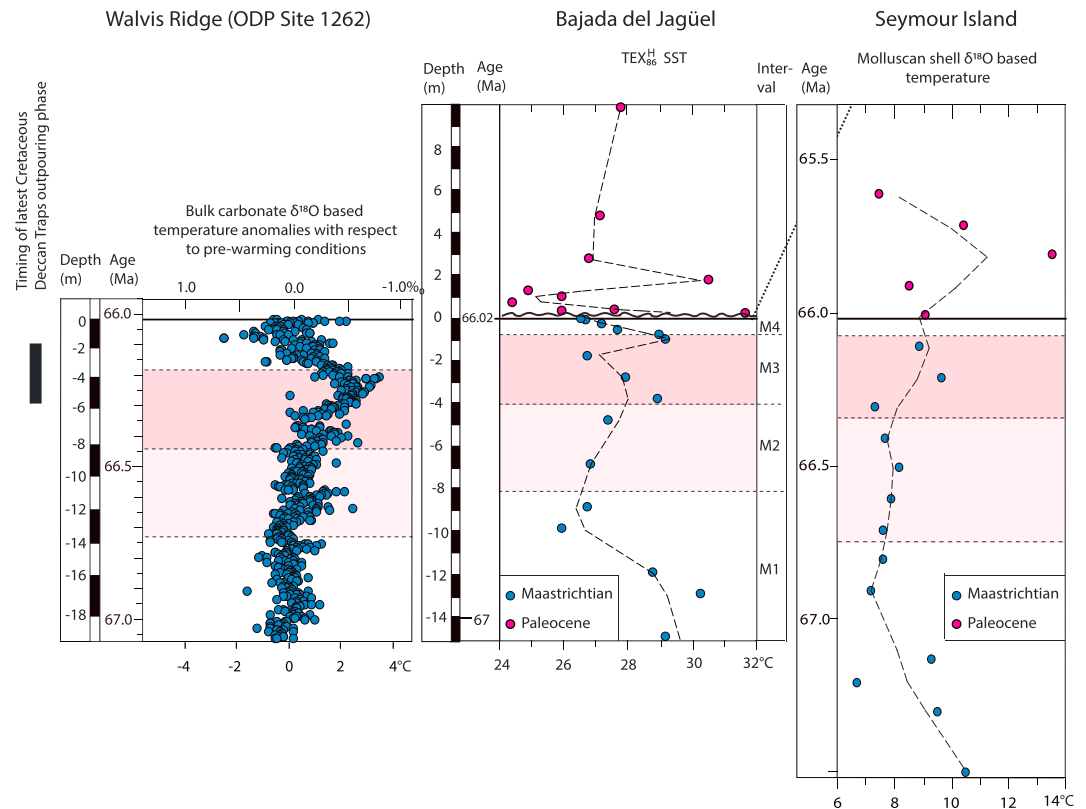 Walvis Ridge (ODP Site 1262)
Bajada del Jagüel
Seymour Island
Timing of latest Cretaceous
Deccan Traps outpouring phase
Bulk carbonate δ¹⁸O based
temperature anomalies with respect
to pre-warming conditions
Depth
(m)
Age
(Ma)
1.0
0.0
-1.0‰
0
-2
-4
-6
-8
-10
-12
-14
-16
-18
66.0
66.5
67.0
-4
-2
0
2
4°C
TEX₈₆ᴴ SST
Depth
(m)
Age
(Ma)
Inter-
val
8
6
4
2
0
-2
-4
-6
-8
-10
-12
-14
66.02
67
M4
M3
M2
M1
Maastrichtian
Paleocene
24
26
28
30
32°C
Molluscan shell δ¹⁸O based
temperature
Age
(Ma)
65.5
66.0
66.5
67.0
Maastrichtian
Paleocene
6
8
10
12
14°C